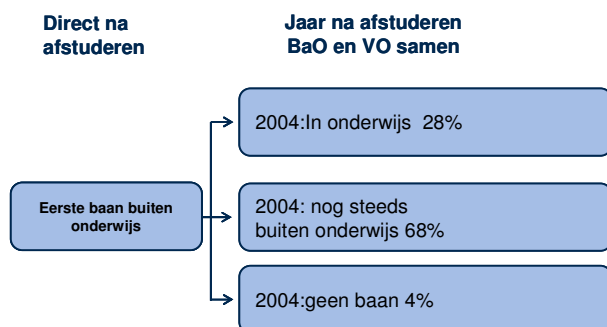 Direct na
afstuderen
Jaar na afstuderen
BaO en VO samen
2004:In onderwijs 28%
Eerste baan buiten
onderwijs
2004: nog steeds
buiten onderwijs 68%
2004:geen baan 4%